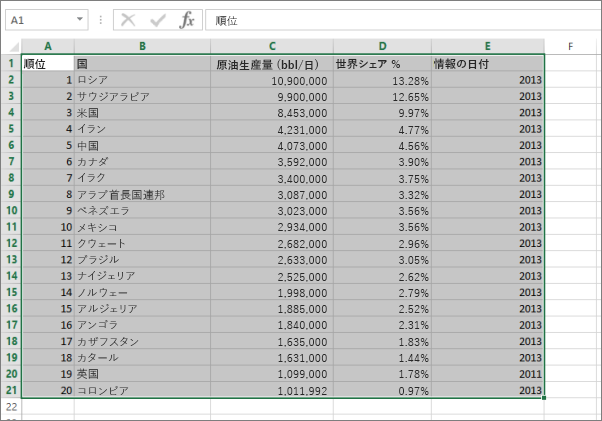 A1 fx 順位
A B C D E F
1 順位 国 原油生産量 (bbl/日) 世界シェア % 情報の日付
2 1 ロシア 10,900,000 13.28% 2013
3 2 サウジアラビア 9,900,000 12.65% 2013
4 3 米国 8,453,000 9.97% 2013
5 4 イラン 4,231,000 4.77% 2013
6 5 中国 4,073,000 4.56% 2013
7 6 カナダ 3,592,000 3.90% 2013
8 7 イラク 3,400,000 3.75% 2013
9 8 アラブ首長国連邦 3,087,000 3.32% 2013
10 9 ベネズエラ 3,023,000 3.56% 2013
11 10 メキシコ 2,934,000 3.56% 2013
12 11 クウェート 2,682,000 2.96% 2013
13 12 ブラジル 2,633,000 3.05% 2013
14 13 ナイジェリア 2,525,000 2.62% 2013
15 14 ノルウェー 1,998,000 2.79% 2013
16 15 アルジェリア 1,885,000 2.52% 2013
17 16 アンゴラ 1,840,000 2.31% 2013
18 17 カザフスタン 1,635,000 1.83% 2013
19 18 カタール 1,631,000 1.44% 2013
20 19 英国 1,099,000 1.78% 2011
21 20 コロンビア 1,011,992 0.97% 2013
22